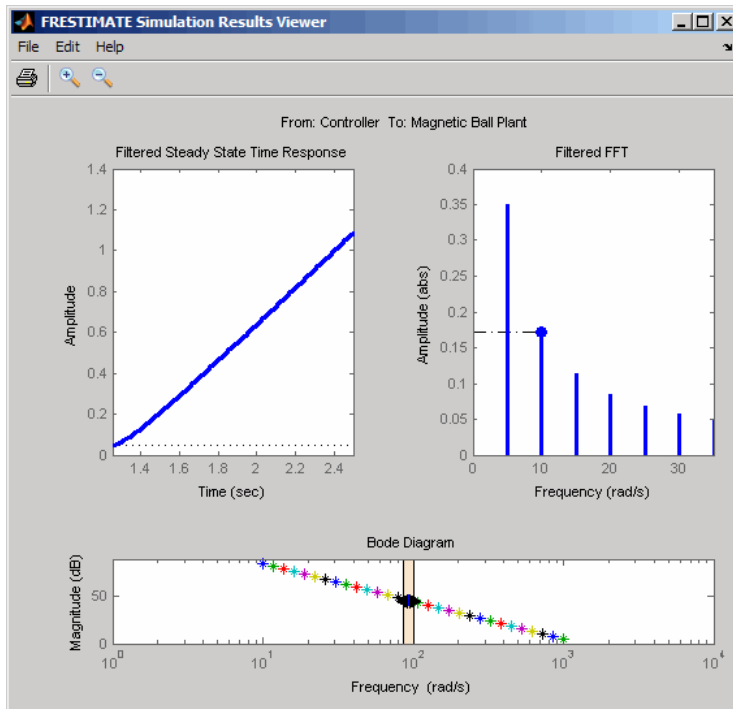 FRESTIMATE Simulation Results Viewer
File Edit Help
From: Controller To: Magnetic Ball Plant
Filtered Steady State Time Response
1.4
1.2
1
0.8
0.6
0.4
0.2
0
Amplitude
1.4 1.6 1.8 2 2.2 2.4
Time (sec)
Filtered FFT
0.4
0.35
0.3
0.25
0.2
0.15
0.1
0.05
0
Amplitude (abs)
0 10 20 30
Frequency (rad/s)
Bode Diagram
Magnitude (dB)
50
0
10^0 10^1 10^2 10^3 10^4
Frequency (rad/s)